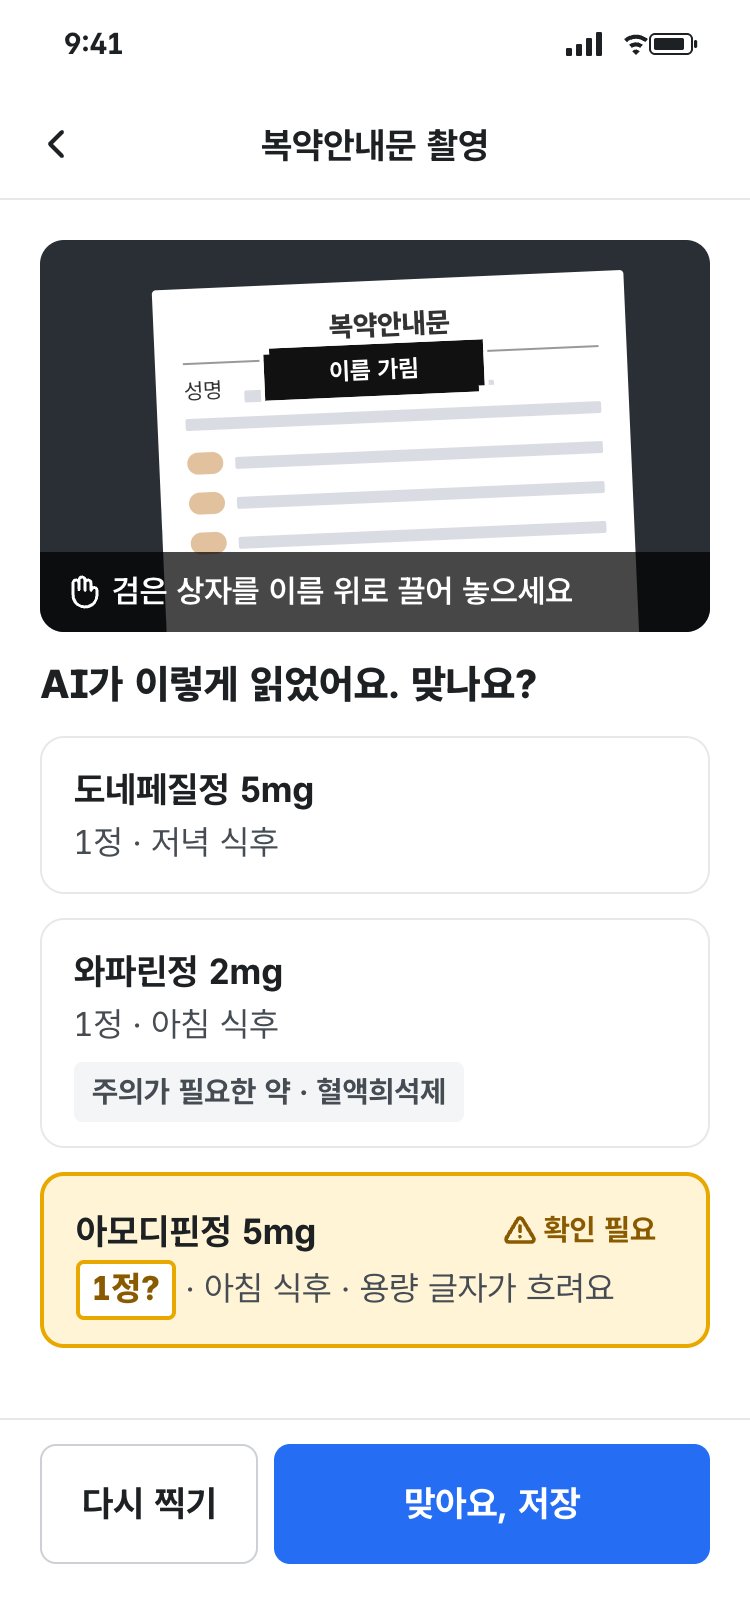 9:41
복약안내문 촬영
복약안내문
성명
이름 가림
검은 상자를 이름 위로 끌어 놓으세요
AI가 이렇게 읽었어요. 맞나요?
도네페질정 5mg
1정 · 저녁 식후
와파린정 2mg
1정 · 아침 식후
주의가 필요한 약 · 혈액희석제
아모디핀정 5mg
확인 필요
1정? · 아침 식후 · 용량 글자가 흐려요
다시 찍기
맞아요, 저장